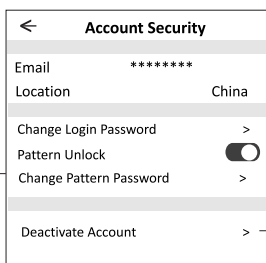 Account Security
Email ********
Location China
Change Login Password >
Pattern Unlock
Change Pattern Password >
Deactivate Account >